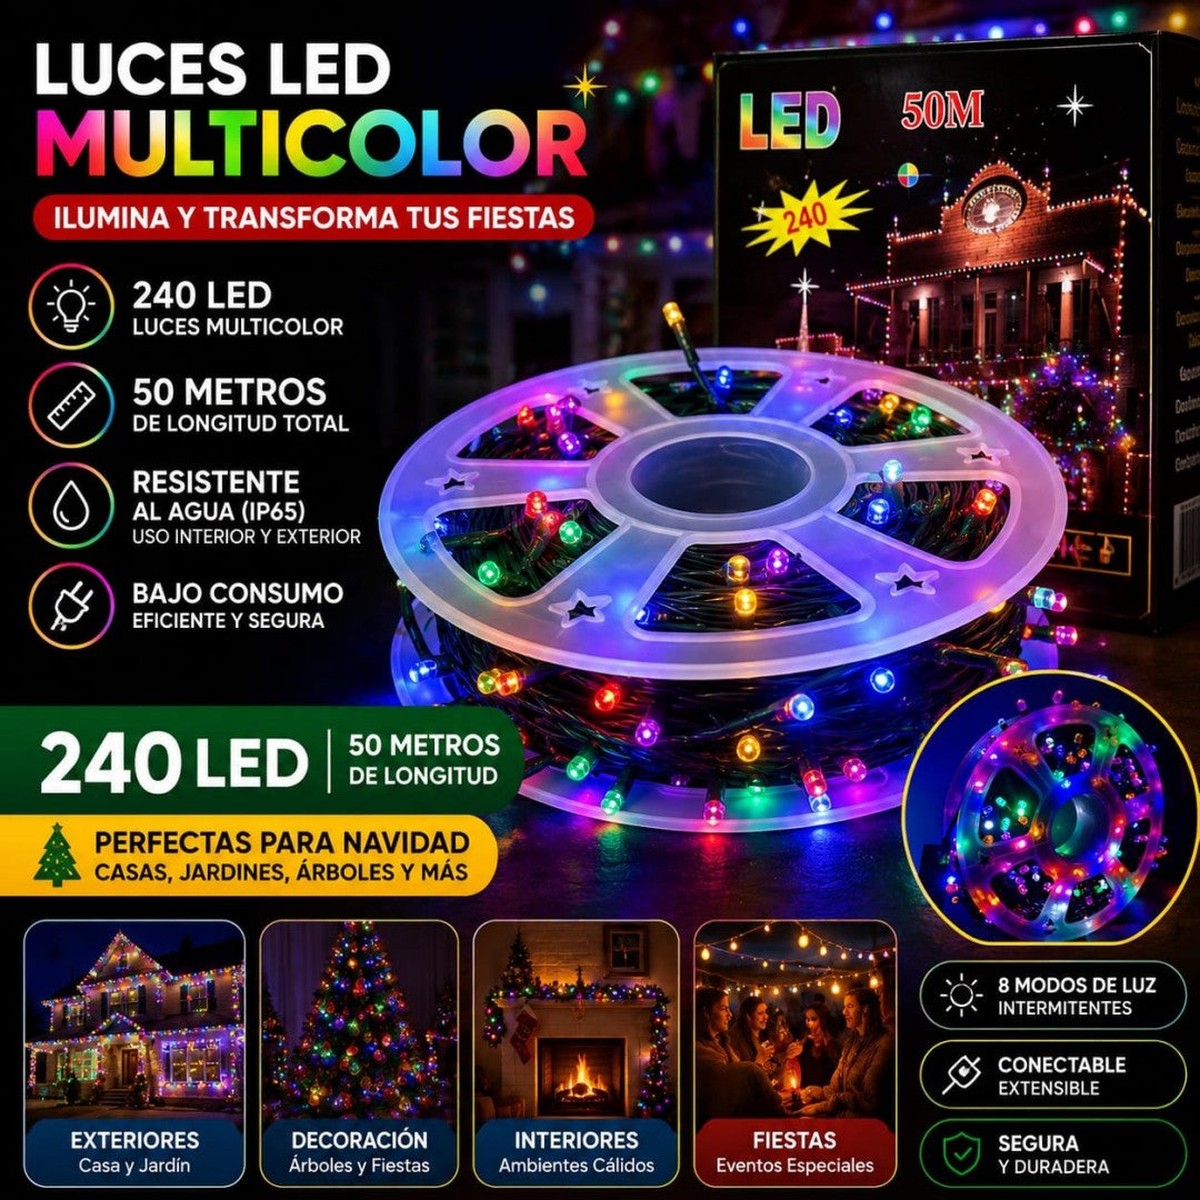 LUCES LED
MULTICOLOR
ILUMINA Y TRANSFORMA TUS FIESTAS
240 LED
LUCES MULTICOLOR
50 METROS
DE LONGITUD TOTAL
RESISTENTE
AL AGUA (IP65)
USO INTERIOR Y EXTERIOR
BAJO CONSUMO
EFICIENTE Y SEGURA
LED
50M
240
240 LED
50 METROS
DE LONGITUD
PERFECTAS PARA NAVIDAD
CASAS, JARDINES, ÁRBOLES Y MÁS
EXTERIORES
Casa y Jardín
DECORACIÓN
Árboles y Fiestas
INTERIORES
Ambientes Cálidos
FIESTAS
Eventos Especiales
8 MODOS DE LUZ
INTERMITENTES
CONECTABLE
EXTENSIBLE
SEGURA
Y DURADERA